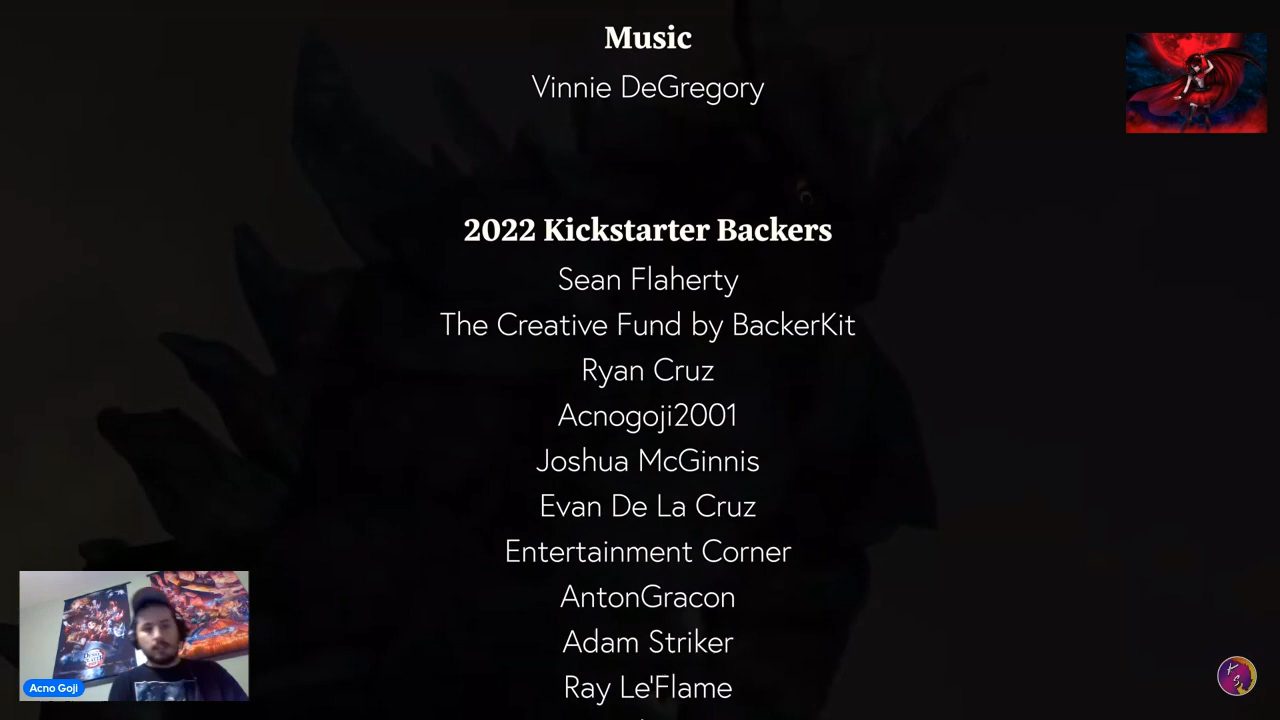 Music
Vinnie DeGregory
2022 Kickstarter Backers
Sean Flaherty
The Creative Fund by BackerKit
Ryan Cruz
Acnogoji2001
Joshua McGinnis
Evan De La Cruz
Entertainment Corner
AntonGracon
Adam Striker
Ray Le'Flame
Acno Goji